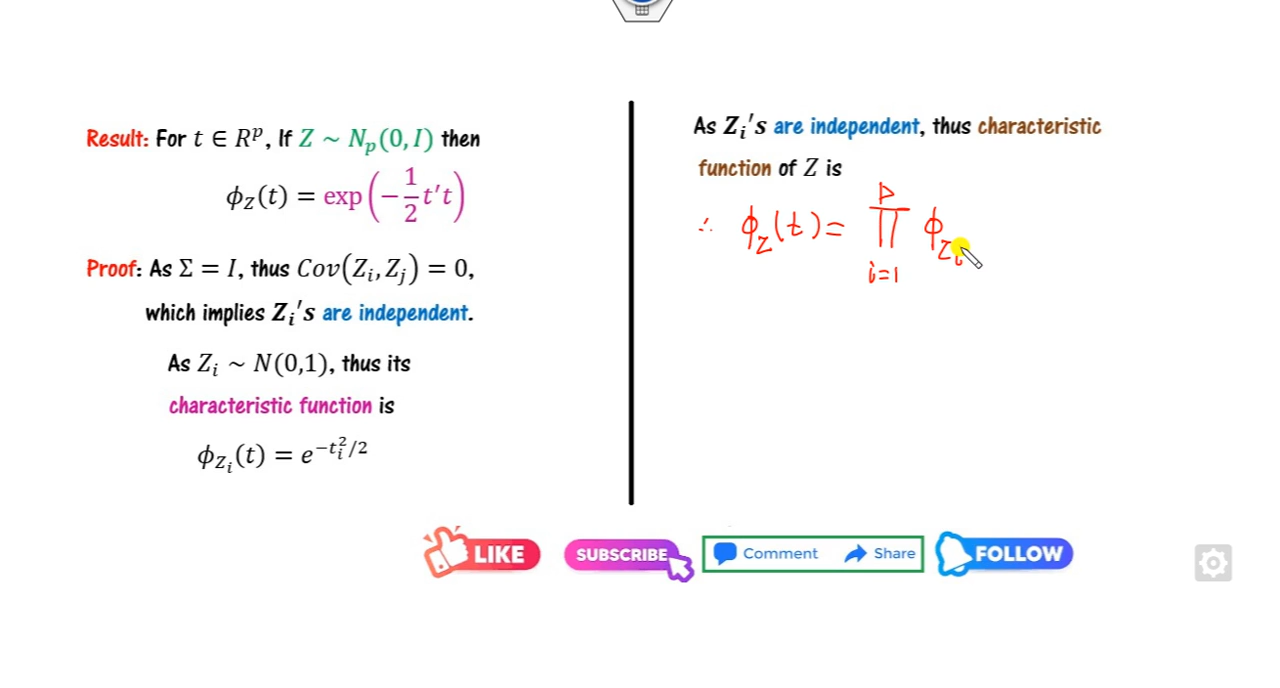 Result: For t ∈ R^p, If Z ~ N_p(0, I) then
ϕ_Z(t) = exp(−1/2 t′t)
Proof: As Σ = I, thus Cov(Z_i, Z_j) = 0,
which implies Z_i's are independent.
As Z_i ~ N(0,1), thus its
characteristic function is
ϕ_{Z_i}(t) = e^{−t_i^2/2}
As Z_i's are independent, thus characteristic
function of Z is
∴ ϕ_Z(t) = ∏_{i=1}^{p} ϕ_{Z_i}
LIKE
SUBSCRIBE
Comment
Share
FOLLOW